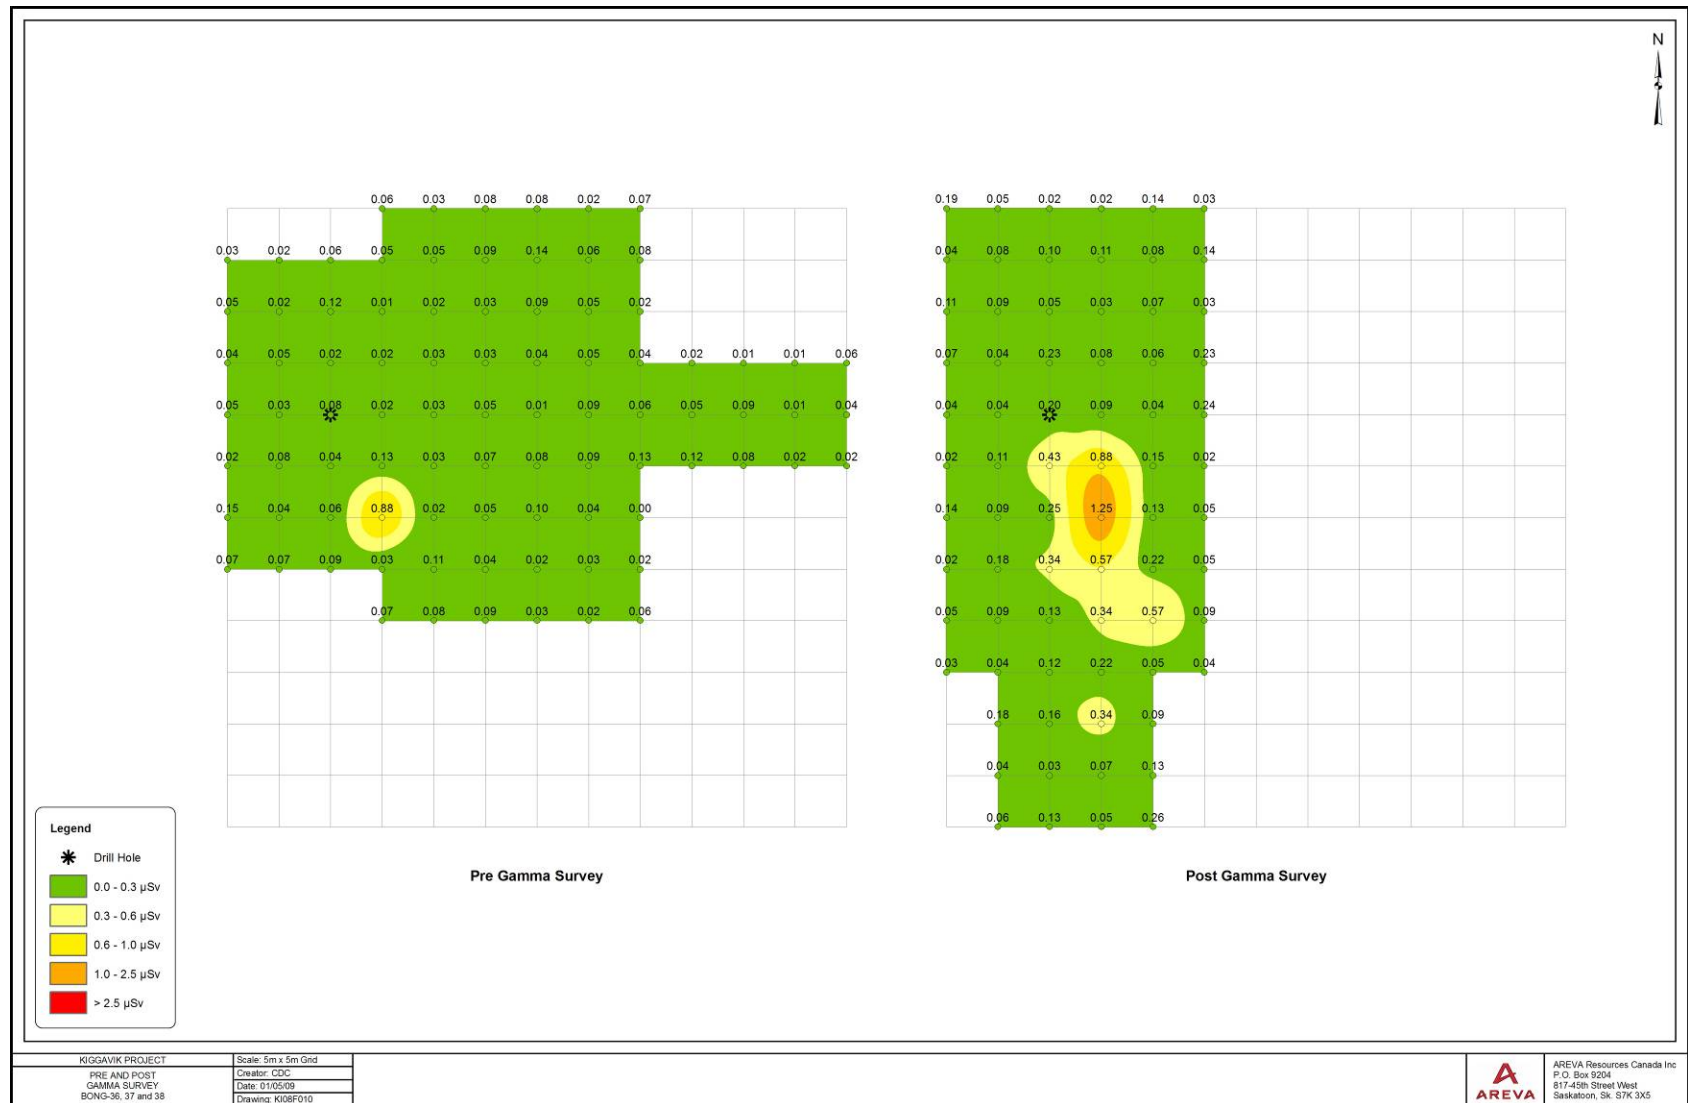 N
0.06 0.03 0.08 0.08 0.02 0.07
0.03 0.02 0.06 0.05 0.05 0.09 0.14 0.06 0.08
0.05 0.02 0.12 0.01 0.02 0.03 0.09 0.05 0.02
0.04 0.05 0.02 0.02 0.03 0.03 0.04 0.05 0.04 0.02 0.01 0.01 0.06
0.05 0.03 0.08 0.02 0.03 0.05 0.01 0.09 0.06 0.05 0.09 0.01 0.04
0.02 0.08 0.04 0.13 0.03 0.07 0.08 0.09 0.13 0.12 0.08 0.02 0.02
0.15 0.04 0.06 0.88 0.02 0.05 0.10 0.04 0.00
0.07 0.07 0.09 0.03 0.11 0.04 0.02 0.03 0.02
0.07 0.08 0.09 0.03 0.02 0.06
Pre Gamma Survey
0.19 0.05 0.02 0.02 0.14 0.03
0.04 0.08 0.10 0.11 0.08 0.14
0.11 0.09 0.05 0.03 0.07 0.03
0.07 0.04 0.23 0.08 0.06 0.23
0.04 0.04 0.20 0.09 0.04 0.24
0.02 0.11 0.43 0.88 0.15 0.02
0.14 0.09 0.25 1.25 0.13 0.05
0.02 0.18 0.34 0.57 0.22 0.05
0.05 0.09 0.13 0.34 0.57 0.09
0.03 0.04 0.12 0.22 0.05 0.04
0.18 0.16 0.34 0.09
0.04 0.03 0.07 0.13
0.06 0.13 0.05 0.26
Post Gamma Survey
Legend
Drill Hole
0.0 - 0.3 µSv
0.3 - 0.6 µSv
0.6 - 1.0 µSv
1.0 - 2.5 µSv
> 2.5 µSv
KIGGAVIK PROJECT
PRE AND POST
GAMMA SURVEY
BONG-36, 37 and 38
Scale: 5m x 5m Grid
Creator: CDC
Date: 01/05/09
Drawing: KI08F010
AREVA
AREVA Resources Canada Inc
P.O. Box 9204
817-45th Street West
Saskatoon, Sk. S7K 3X5